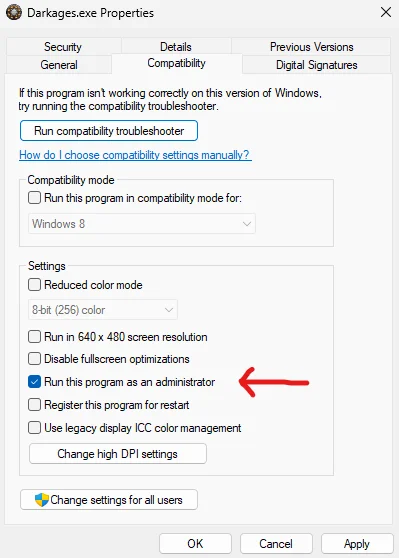 Darkages.exe Properties
Security Details Previous Versions
General Compatibility Digital Signatures
If this program isn't working correctly on this version of Windows,
try running the compatibility troubleshooter.
Run compatibility troubleshooter
How do I choose compatibility settings manually?
Compatibility mode
Run this program in compatibility mode for:
Windows 8
Settings
Reduced color mode
8-bit (256) color
Run in 640 x 480 screen resolution
Disable fullscreen optimizations
Run this program as an administrator
Register this program for restart
Use legacy display ICC color management
Change high DPI settings
Change settings for all users
OK Cancel Apply